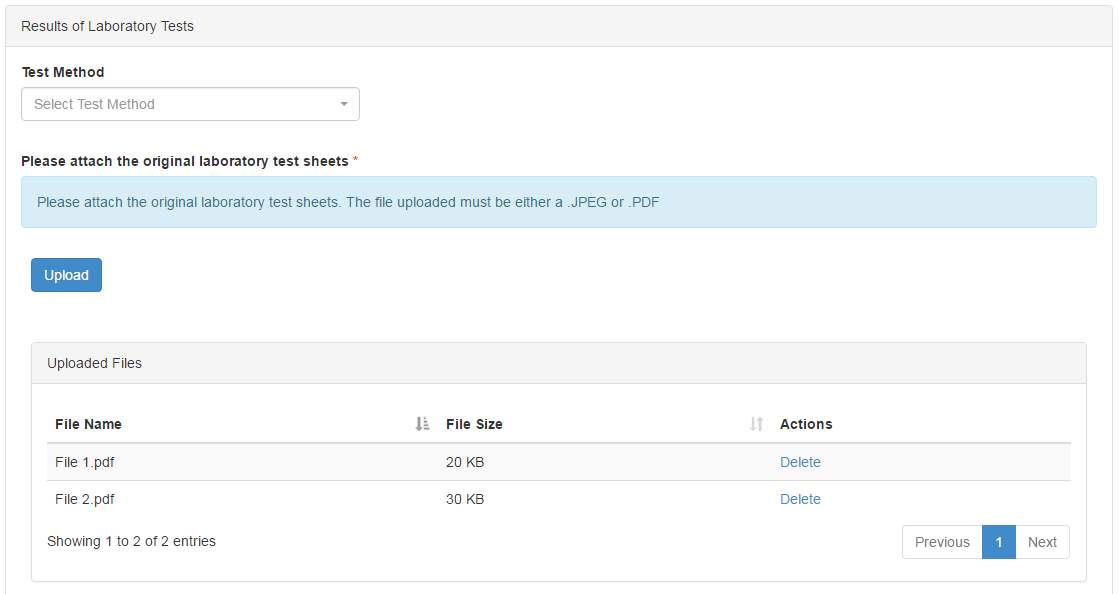 Results of Laboratory Tests
Test Method
Select Test Method
Please attach the original laboratory test sheets *
Please attach the original laboratory test sheets. The file uploaded must be either a .JPEG or .PDF
Upload
Uploaded Files
File Name File Size Actions
File 1.pdf 20 KB Delete
File 2.pdf 30 KB Delete
Showing 1 to 2 of 2 entries Previous 1 Next